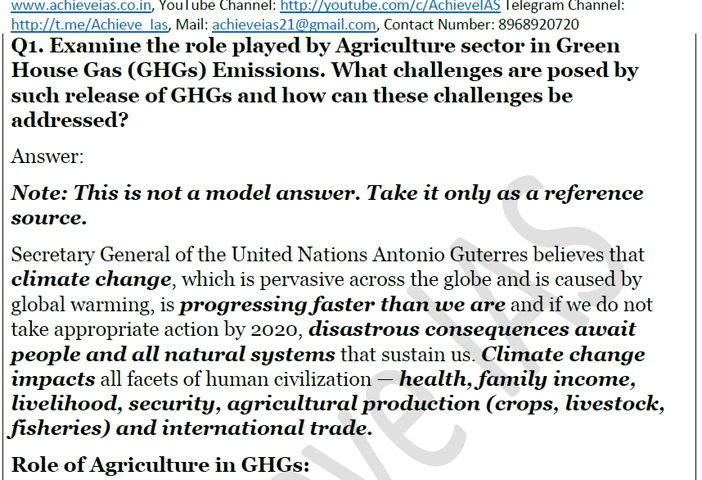 www.achieveias.co.in, YouTube Channel: http://youtube.com/c/AchieveIAS Telegram Channel:
http://t.me/Achieve_Ias, Mail: achieveias21@gmail.com, Contact Number: 8968920720
Q1. Examine the role played by Agriculture sector in Green
House Gas (GHGs) Emissions. What challenges are posed by
such release of GHGs and how can these challenges be
addressed?
Answer:
Note: This is not a model answer. Take it only as a reference
source.
Secretary General of the United Nations Antonio Guterres believes that
climate change, which is pervasive across the globe and is caused by
global warming, is progressing faster than we are and if we do not
take appropriate action by 2020, disastrous consequences await
people and all natural systems that sustain us. Climate change
impacts all facets of human civilization — health, family income,
livelihood, security, agricultural production (crops, livestock,
fisheries) and international trade.
Role of Agriculture in GHGs:
ve IAS